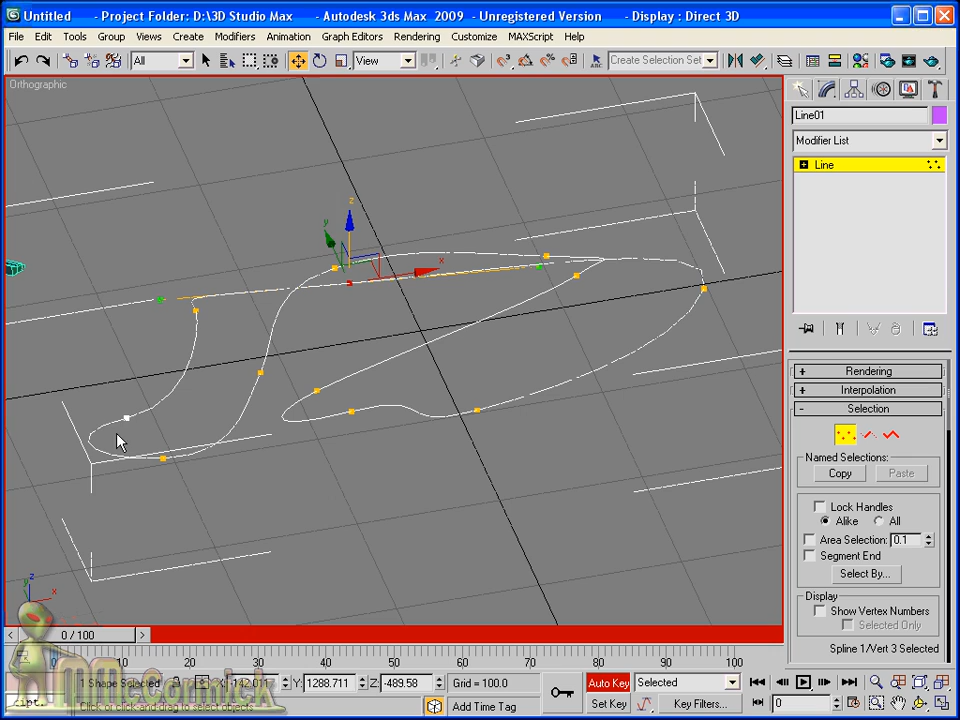 Untitled - Project Folder: D:\3D Studio Max - Autodesk 3ds Max 2009 - Unregistered Version - Display : Direct 3D
File Edit Tools Group Views Create Modifiers Animation Graph Editors Rendering Customize MAXScript Help
All View Create Selection Set
Orthographic
Line01
Modifier List
Line
z
y
x
+ Rendering
+ Interpolation
- Selection
Named Selections:
Copy Paste
Lock Handles
Alike All
Area Selection: 0.1
Segment End
Select By...
Display
Show Vertex Numbers
Selected Only
Spline 1/Vert 3 Selected
z
y x
< 0 / 100 >
10 20 30 40 50 60 70 80 90 100
1 Shape Selected X: -142.017 Y: 1288.711 Z: -489.58 Grid = 100.0 Auto Key Selected
MMcCormick
Click or click-and-drag to select objects Add Time Tag Set Key Key Filters... 0